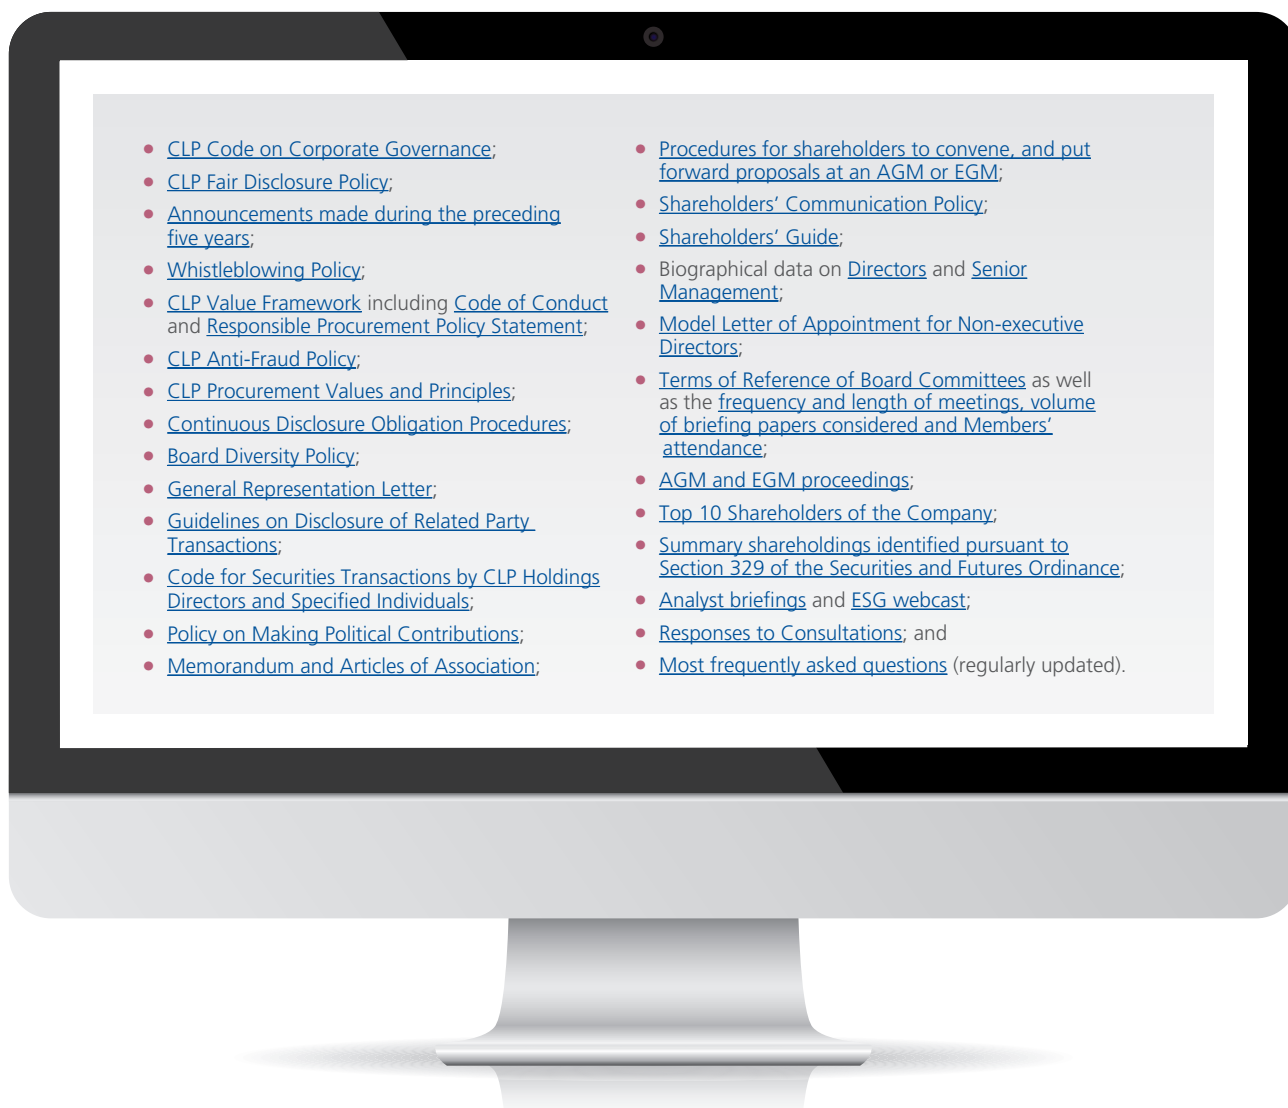 • CLP Code on Corporate Governance;
• CLP Fair Disclosure Policy;
• Announcements made during the preceding
five years;
• Whistleblowing Policy;
• CLP Value Framework including Code of Conduct
and Responsible Procurement Policy Statement;
• CLP Anti-Fraud Policy;
• CLP Procurement Values and Principles;
• Continuous Disclosure Obligation Procedures;
• Board Diversity Policy;
• General Representation Letter;
• Guidelines on Disclosure of Related Party
Transactions;
• Code for Securities Transactions by CLP Holdings
Directors and Specified Individuals;
• Policy on Making Political Contributions;
• Memorandum and Articles of Association;
• Procedures for shareholders to convene, and put
forward proposals at an AGM or EGM;
• Shareholders’ Communication Policy;
• Shareholders’ Guide;
• Biographical data on Directors and Senior
Management;
• Model Letter of Appointment for Non-executive
Directors;
• Terms of Reference of Board Committees as well
as the frequency and length of meetings, volume
of briefing papers considered and Members’
attendance;
• AGM and EGM proceedings;
• Top 10 Shareholders of the Company;
• Summary shareholdings identified pursuant to
Section 329 of the Securities and Futures Ordinance;
• Analyst briefings and ESG webcast;
• Responses to Consultations; and
• Most frequently asked questions (regularly updated).